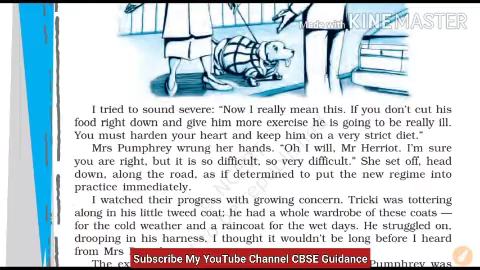 Made with KINEMASTER
I tried to sound severe: “Now I really mean this. If you don't cut his
food right down and give him more exercise he is going to be really ill.
You must harden your heart and keep him on a very strict diet.”
Mrs Pumphrey wrung her hands. “Oh I will, Mr Herriot. I'm sure
you are right, but it is so difficult, so very difficult.” She set off, head
down, along the road, as if determined to put the new regime into
practice immediately.
I watched their progress with growing concern. Tricki was tottering
along in his little tweed coat; he had a whole wardrobe of these coats —
for the cold weather and a raincoat for the wet days. He struggled on,
drooping in his harness. I thought it wouldn't be long before I heard
from Mrs
The Pumphrey was
Subscribe My YouTube Channel CBSE Guidance